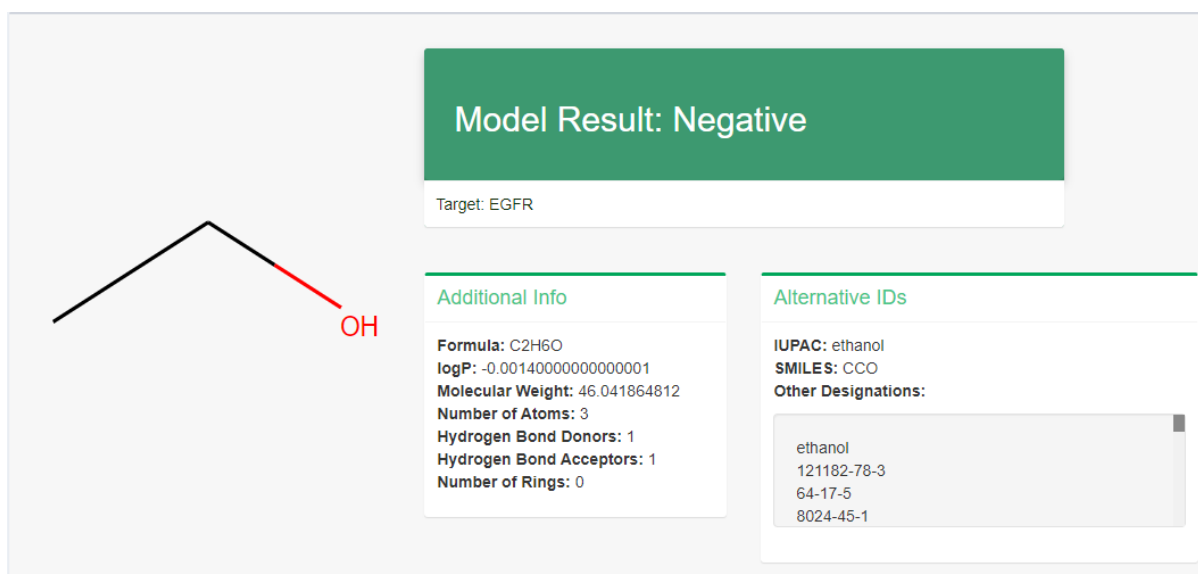 Model Result: Negative
Target: EGFR
OH
Additional Info
Formula: C2H6O
logP: -0.00140000000000001
Molecular Weight: 46.041864812
Number of Atoms: 3
Hydrogen Bond Donors: 1
Hydrogen Bond Acceptors: 1
Number of Rings: 0
Alternative IDs
IUPAC: ethanol
SMILES: CCO
Other Designations:
ethanol
121182-78-3
64-17-5
8024-45-1